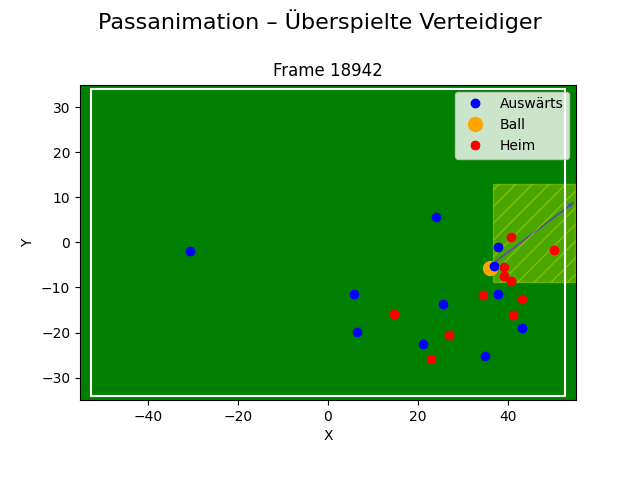 Passanimation – Überspielte Verteidiger
Frame 18942
Auswärts
Ball
Heim
30
20
10
0
−10
−20
−30
Y
−40
−20
0
20
40
X